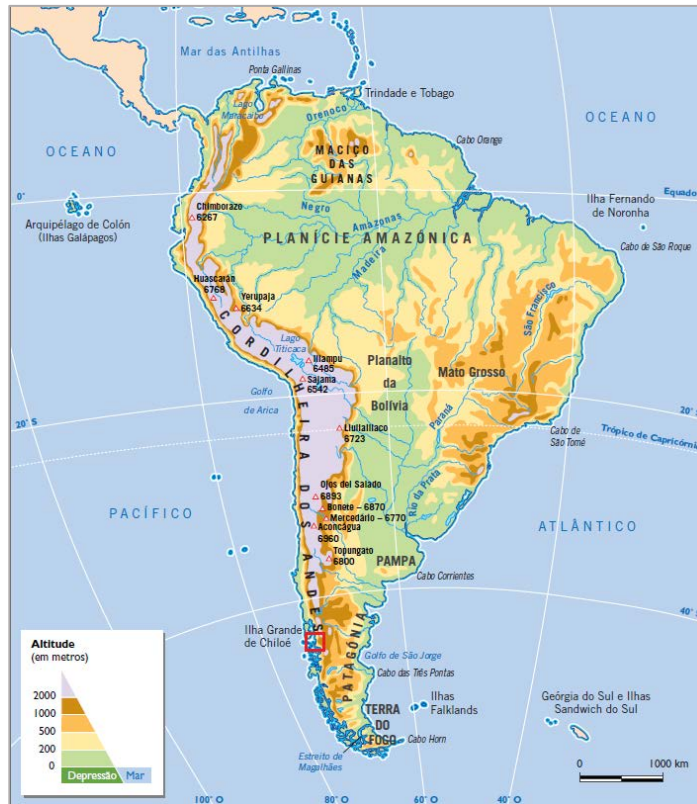 Mar das Antilhas
Ponta Gallinas
Trindade e Tobago
Lago
Maracaibo
Orenoco
OCEANO
OCEANO
MACIÇO
DAS
GUIANAS
Cabo Orange
0°
Equador
Chimborazo
6267
Negro
Amazonas
Ilha Fernando
de Noronha
Arquipélago de Colón
(Ilhas Galápagos)
PLANÍCIE AMAZÓNICA
Cabo de São Roque
Madeira
Huascarán
6768
Yerupaja
6634
São Francisco
CORDILHEIRA DOS ANDES
Lago
Titicaca
Illampu
6485
Sajama
6542
Planalto
da
Bolívia
Mato Grosso
Golfo
de Arica
20° S
20° S
Paraná
Llullaillaco
6723
Cabo de
São Tomé
Trópico de Capricórnio
Rio da Prata
Ojos del Salado
6893
Bonete – 6870
Mercedário – 6770
Aconcágua
6960
PACÍFICO
ATLÂNTICO
Topungato
6800
PAMPA
Cabo Corrientes
40° S
Ilha Grande
de Chiloé
PATAGÓNIA
Golfo de São Jorge
Cabo das Três Pontas
Altitude
(em metros)
2000
1000
500
200
0
Depressão
Mar
Ilhas
Falklands
Geórgia do Sul e Ilhas
Sandwich do Sul
TERRA
DO
FOGO
Cabo Horn
Estreito de
Magalhães
0
1000 km
100° O
80° O
60° O
40° O